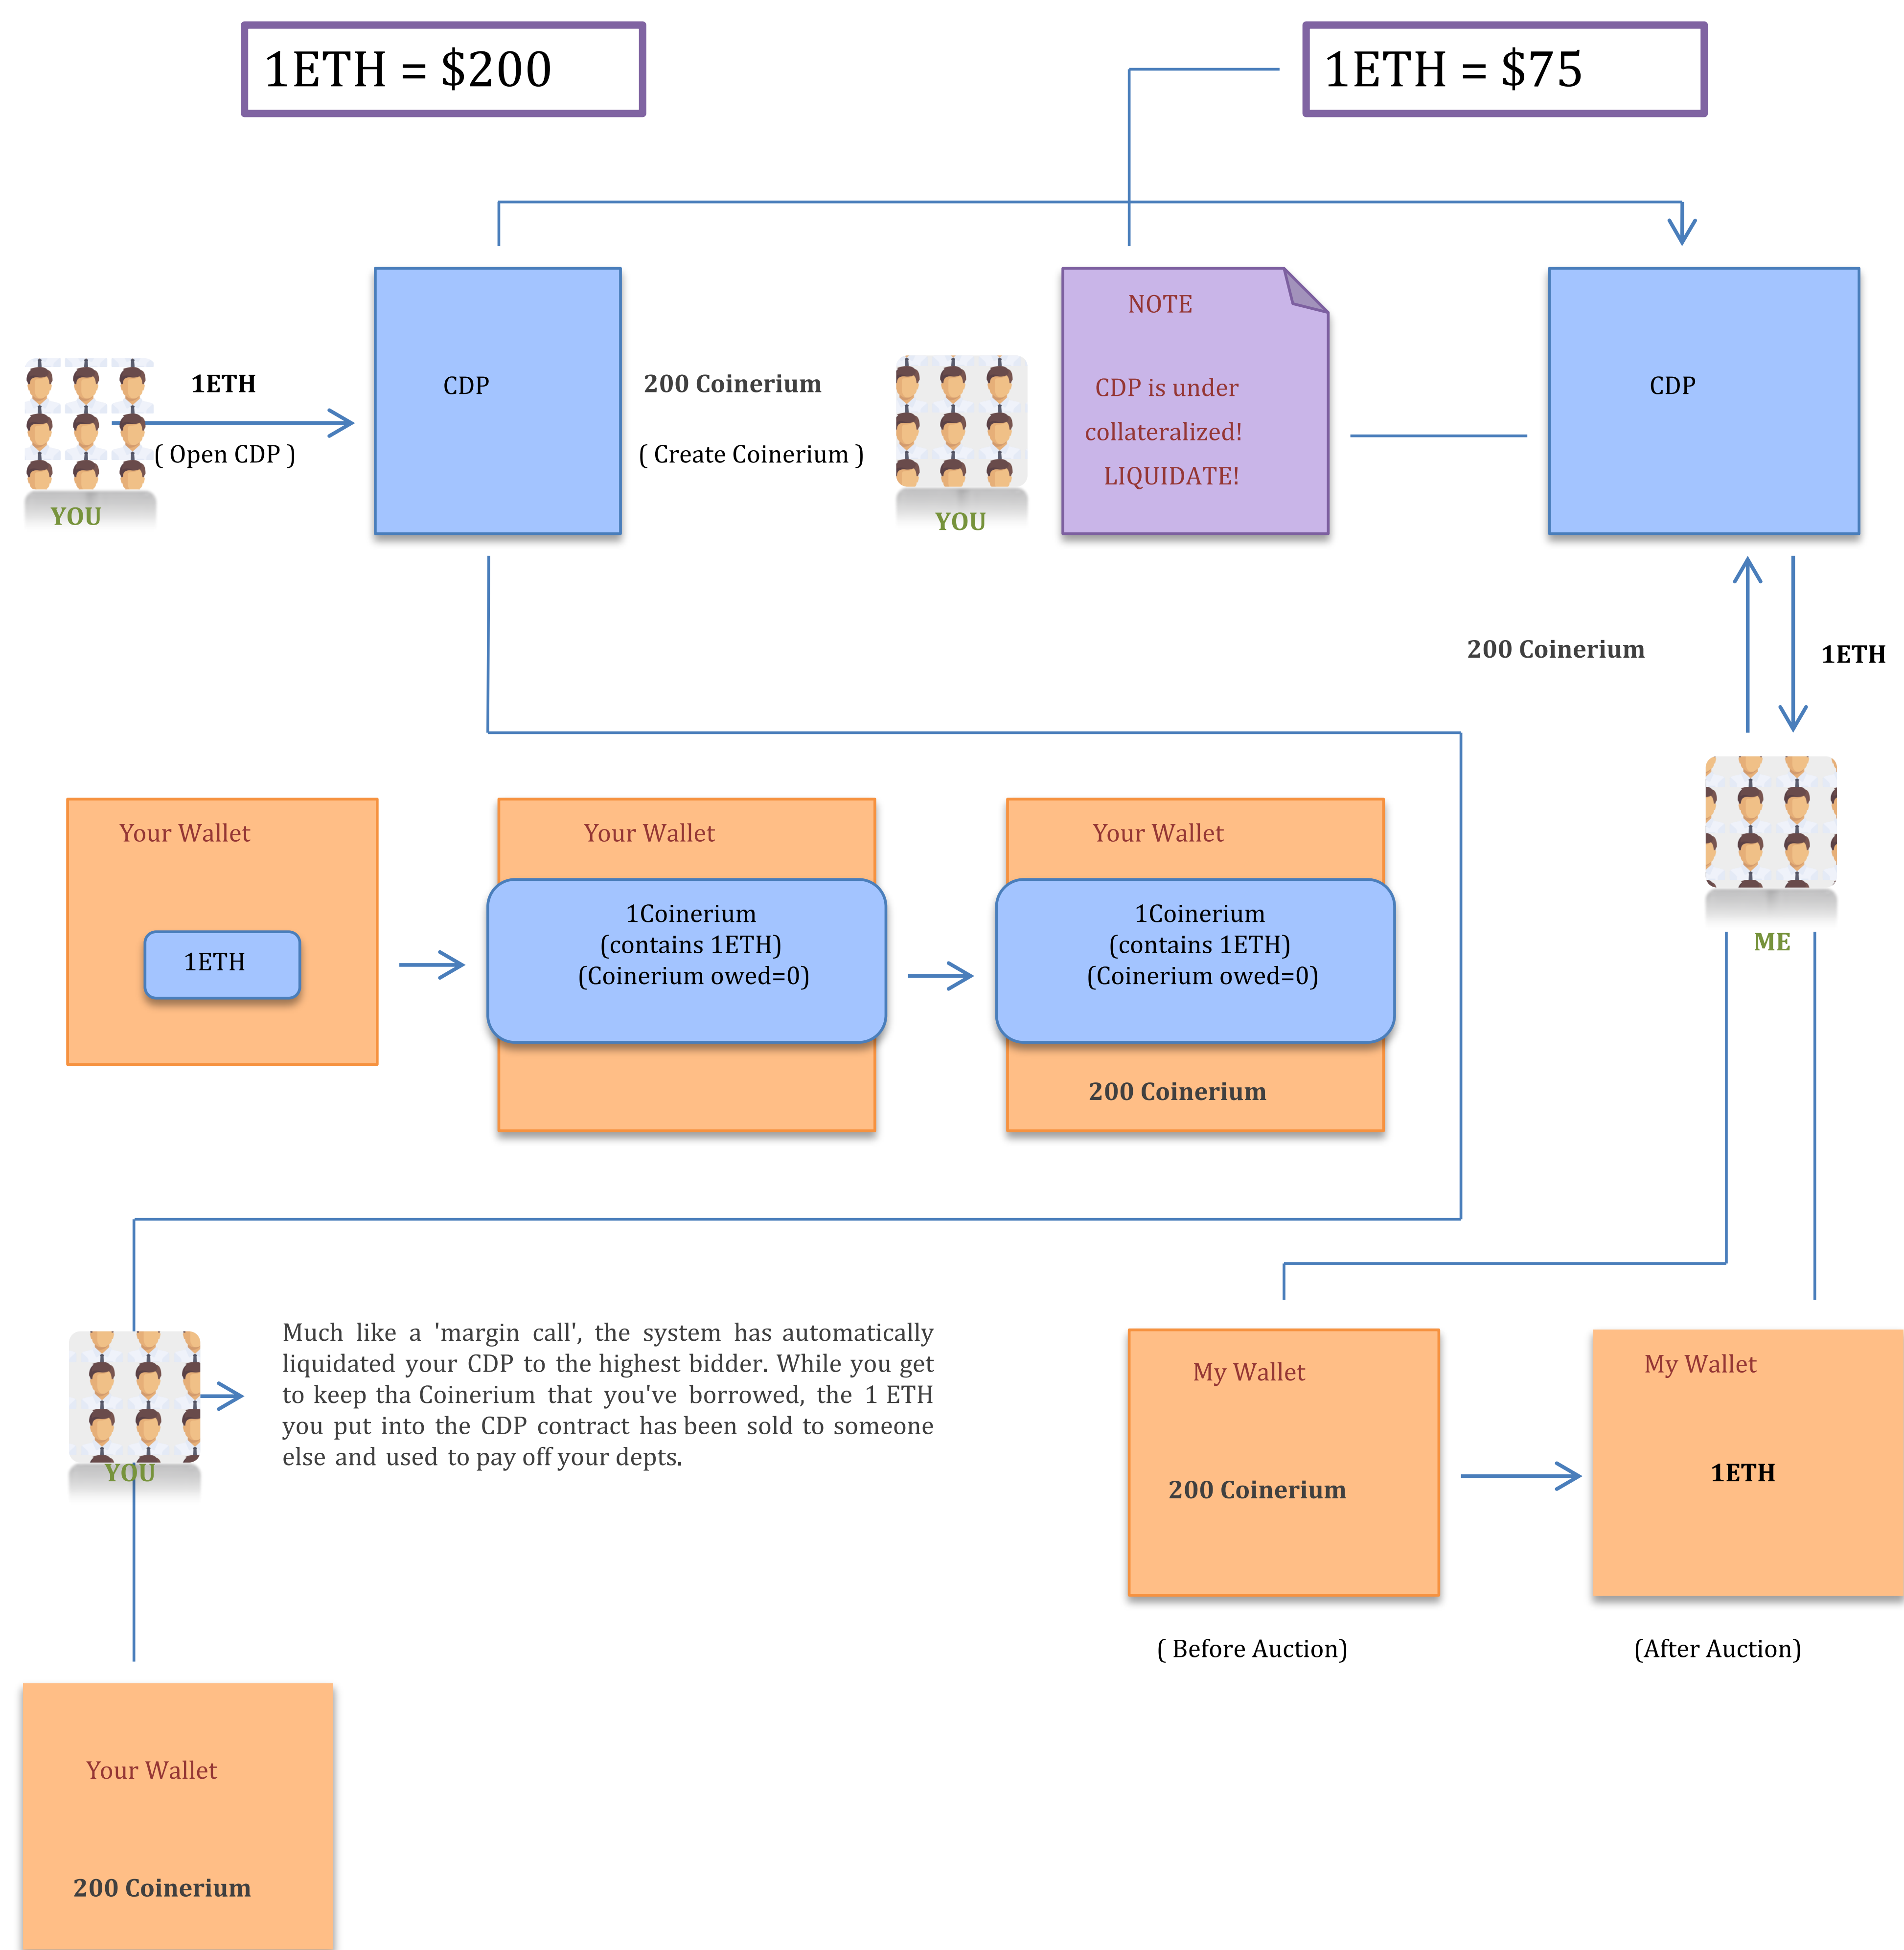 1ETH = $200
1ETH = $75
NOTE
CDP is under
collateralized!
LIQUIDATE!
1ETH
( Open CDP )
YOU
CDP
200 Coinerium
( Create Coinerium )
YOU
CDP
200 Coinerium
1ETH
ME
Your Wallet
1ETH
Your Wallet
1Coinerium
(contains 1ETH)
(Coinerium owed=0)
Your Wallet
1Coinerium
(contains 1ETH)
(Coinerium owed=0)
200 Coinerium
YOU
Much like a 'margin call', the system has automatically
liquidated your CDP to the highest bidder. While you get
to keep tha Coinerium that you've borrowed, the 1 ETH
you put into the CDP contract has been sold to someone
else and used to pay off your depts.
My Wallet
200 Coinerium
( Before Auction)
My Wallet
1ETH
(After Auction)
Your Wallet
200 Coinerium